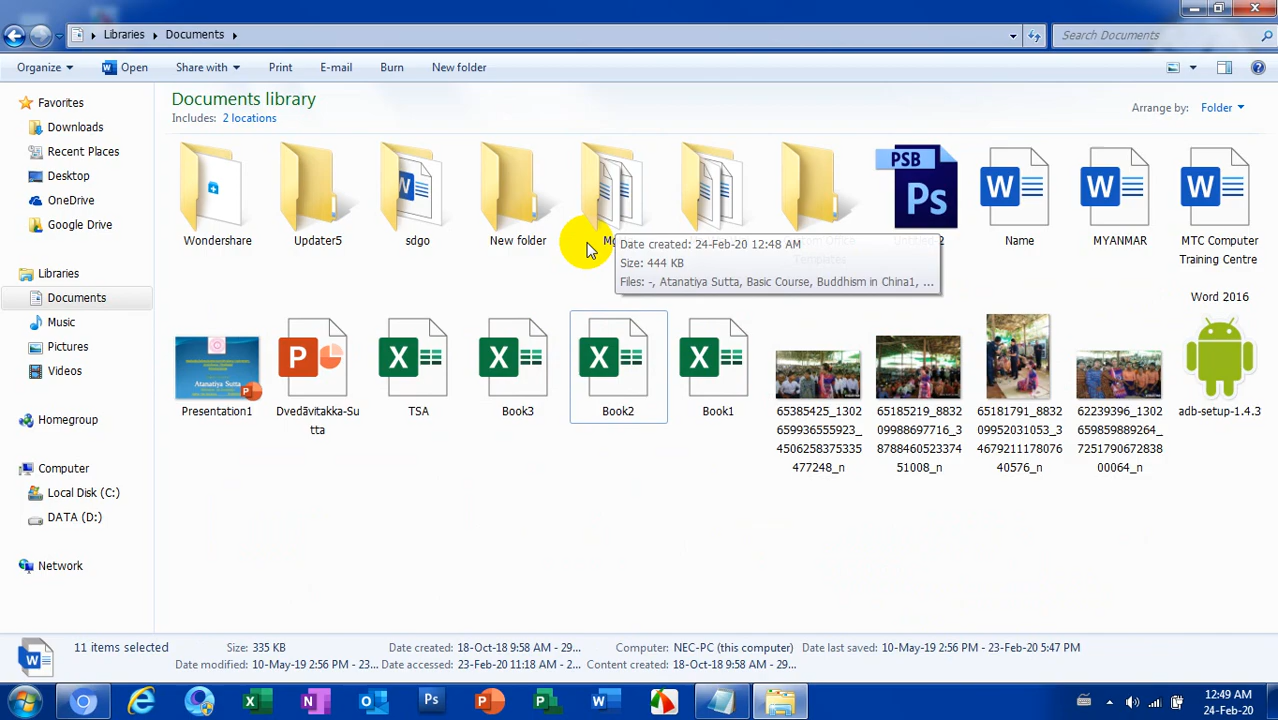 Libraries Documents
Search Documents
Organize Open Share with Print E-mail Burn New folder
Documents library
Includes: 2 locations
Arrange by: Folder
Favorites
Downloads
Recent Places
Desktop
OneDrive
Google Drive
Libraries
Documents
Music
Pictures
Videos
Homegroup
Computer
Local Disk (C:)
DATA (D:)
Network
Wondershare
Updater5
sdgo
New folder
PSB
Ps
Name
MYANMAR
MTC Computer
Training Centre
Word 2016
Date created: 24-Feb-20 12:48 AM
Size: 444 KB
Files: -, Atanatiya Sutta, Basic Course, Buddhism in China1, ...
Atanatiya Sutta
Presentation1
Dvedāvitakka-Su
tta
TSA
Book3
Book2
Book1
65385425_1302
659936555923_
4506258375335
477248_n
65185219_8832
09988697716_3
8788460523374
51008_n
65181791_8832
09952031053_3
4679211178076
40576_n
62239396_1302
659859889264_
7251790672838
00064_n
adb-setup-1.4.3
11 items selected
Size: 335 KB
Date created: 18-Oct-18 9:58 AM - 29...
Computer: NEC-PC (this computer)
Date last saved: 10-May-19 2:56 PM - 23-Feb-20 5:47 PM
Date modified: 10-May-19 2:56 PM - 23...
Date accessed: 23-Feb-20 11:18 AM - 2...
Content created: 18-Oct-18 9:58 AM - 29...
12:49 AM
24-Feb-20